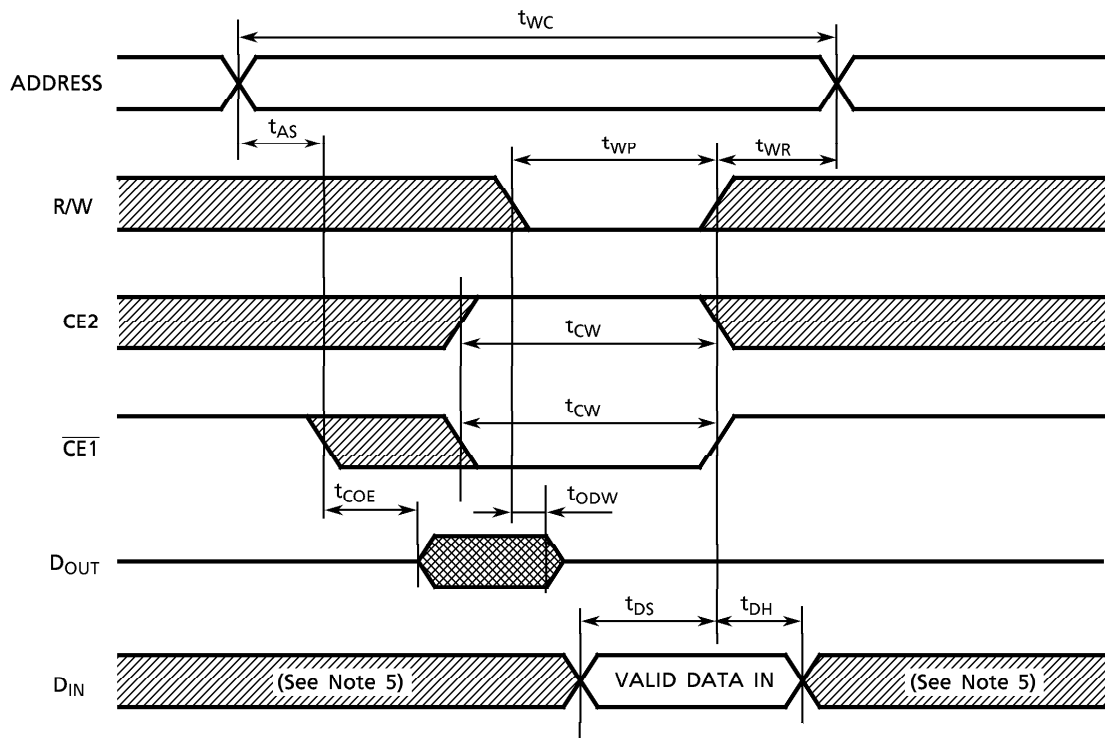 tWC
ADDRESS
tAS
tWP
tWR
R/W
CE2
tCW
tCW
CE1
tCOE
tODW
DOUT
tDS
tDH
DIN
(See Note 5)
VALID DATA IN
(See Note 5)